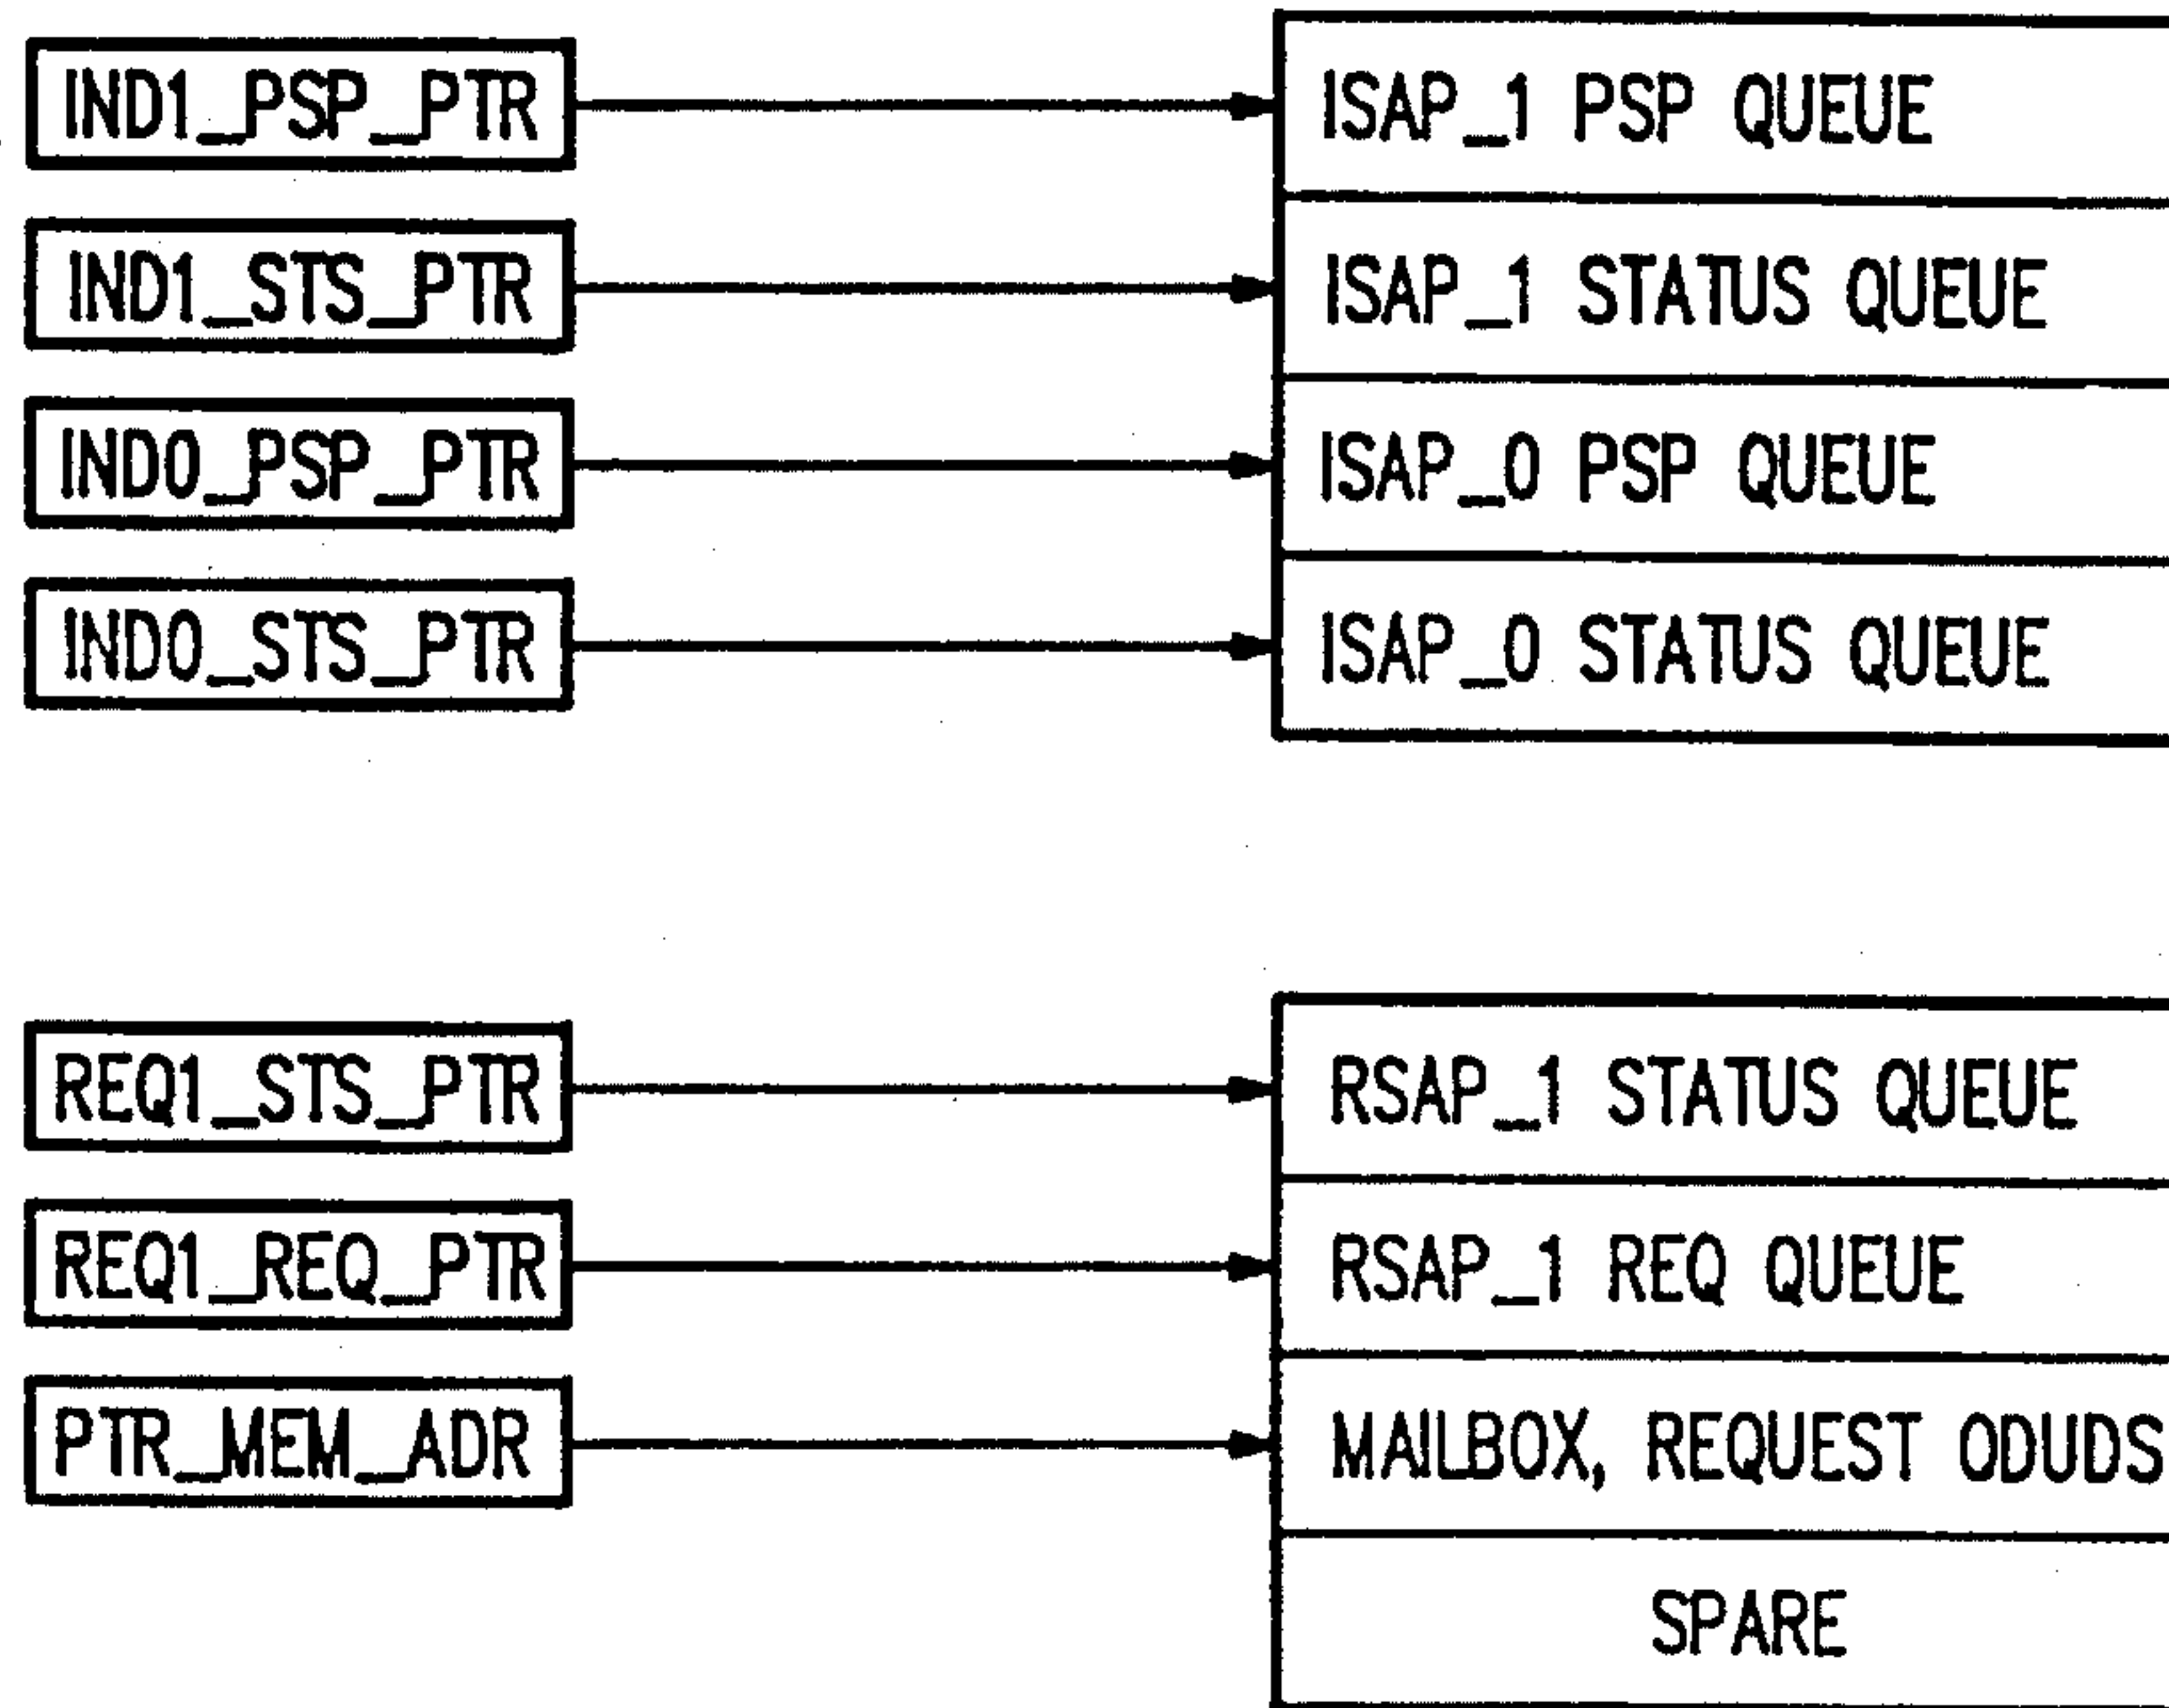 IND1_PSP_PTR ISAP_1 PSP QUEUE
IND1_STS_PTR ISAP_1 STATUS QUEUE
IND0_PSP_PTR ISAP_0 PSP QUEUE
IND0_STS_PTR ISAP_0 STATUS QUEUE
REQ1_STS_PTR RSAP_1 STATUS QUEUE
REQ1_REQ_PTR RSAP_1 REQ QUEUE
PTR_MEM_ADR MAILBOX, REQUEST ODUDS
SPARE